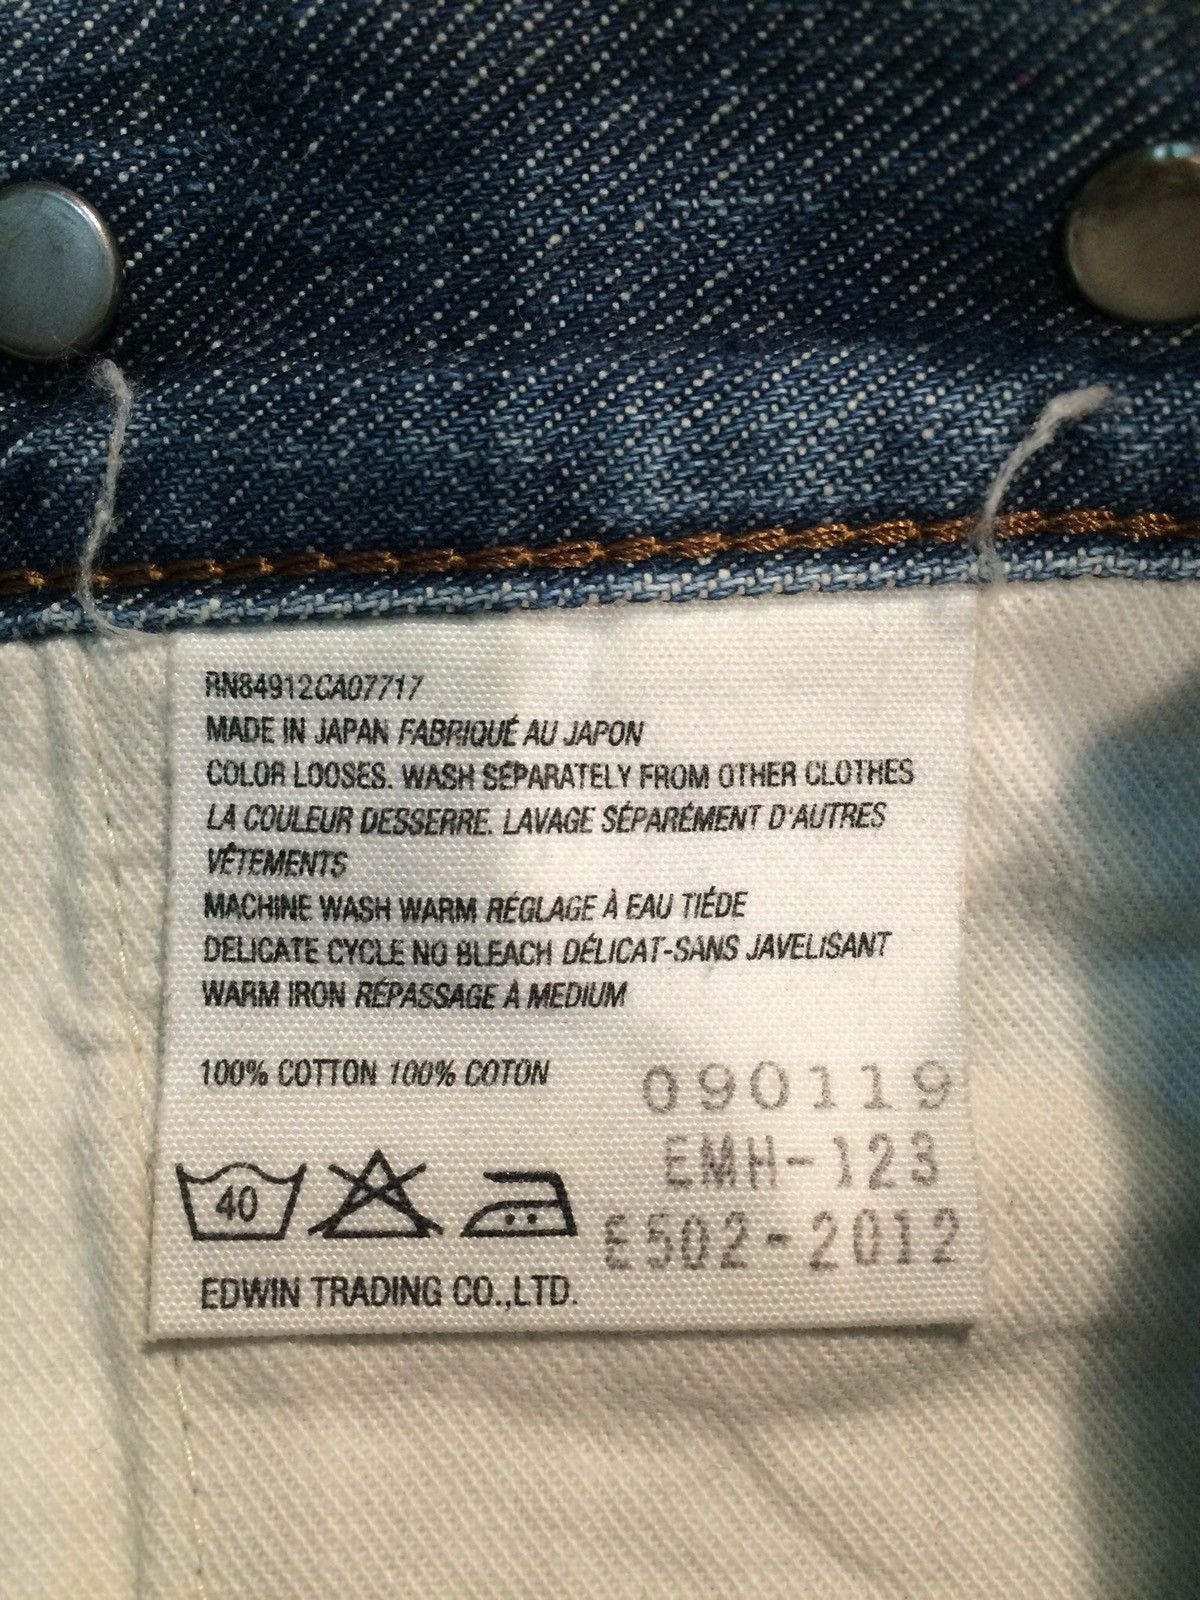 RN84912CA07717
MADE IN JAPAN FABRIQUÉ AU JAPON
COLOR LOOSES. WASH SÉPARATELY FROM OTHER CLOTHES
LA COULEUR DESSERRE. LAVAGE SÉPARÉMENT D'AUTRES
VÊTEMENTS
MACHINE WASH WARM RÉGLAGE À EAU TIÉDE
DELICATE CYCLE NO BLEACH DÉLICAT-SANS JAVELISANT
WARM IRON RÉPASSAGE À MEDIUM
100% COTTON 100% COTON
090119
EMH-123
40
E502-2012
EDWIN TRADING CO.,LTD.